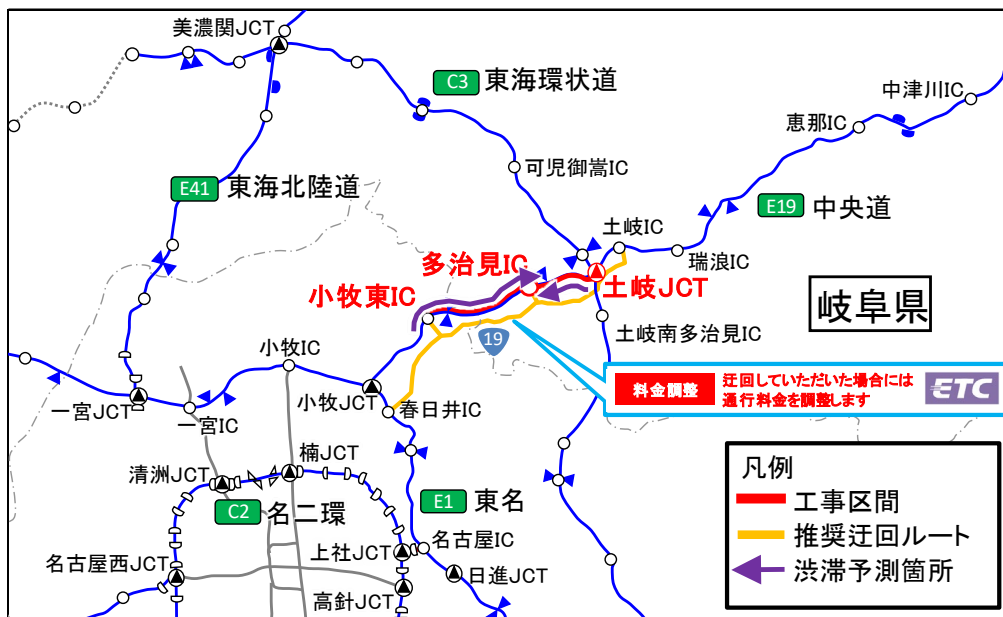 美濃関JCT
C3 東海環状道
中津川IC
恵那IC
可児御嵩IC
E41 東海北陸道
E19 中央道
土岐IC
瑞浪IC
多治見IC
小牧東IC
土岐JCT
岐阜県
土岐南多治見IC
19
小牧IC
料金調整
迂回していただいた場合には
通行料金を調整します
ETC
小牧JCT
一宮JCT
一宮IC
春日井IC
楠JCT
清洲JCT
C2 名二環
E1 東名
上社JCT
名古屋IC
名古屋西JCT
日進JCT
高針JCT
凡例
工事区間
推奨迂回ルート
渋滞予測箇所